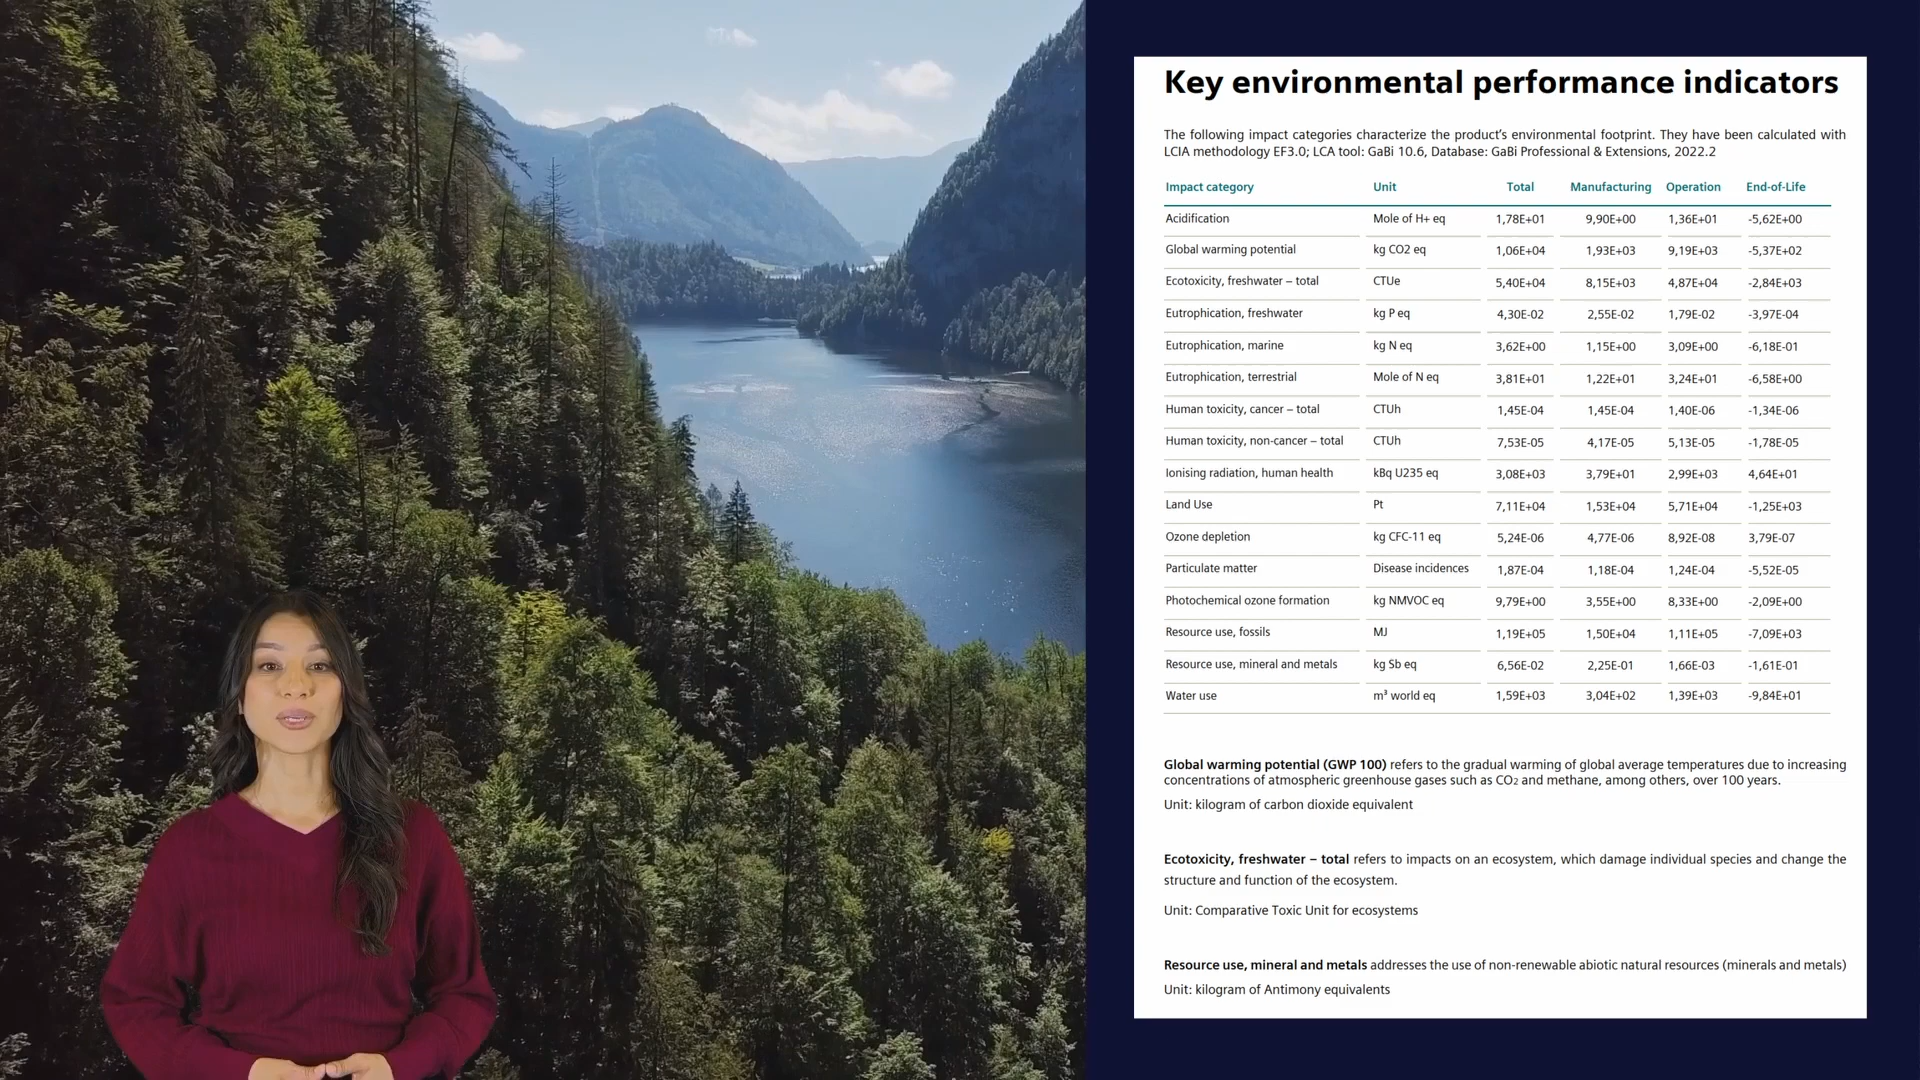 Key environmental performance indicators
The following impact categories characterize the product's environmental footprint. They have been calculated with
LCIA methodology EF3.0; LCA tool: GaBi 10.6, Database: GaBi Professional & Extensions, 2022.2
Impact category Unit Total Manufacturing Operation End-of-Life
Acidification Mole of H+ eq 1,78E+01 9,90E+00 1,36E+01 -5,62E+00
Global warming potential kg CO2 eq 1,06E+04 1,93E+03 9,19E+03 -5,37E+02
Ecotoxicity, freshwater – total CTUe 5,40E+04 8,15E+03 4,87E+04 -2,84E+03
Eutrophication, freshwater kg P eq 4,30E-02 2,55E-02 1,79E-02 -3,97E-04
Eutrophication, marine kg N eq 3,62E+00 1,15E+00 3,09E+00 -6,18E-01
Eutrophication, terrestrial Mole of N eq 3,81E+01 1,22E+01 3,24E+01 -6,58E+00
Human toxicity, cancer – total CTUh 1,45E-04 1,45E-04 1,40E-06 -1,34E-06
Human toxicity, non-cancer – total CTUh 7,53E-05 4,17E-05 5,13E-05 -1,78E-05
Ionising radiation, human health kBq U235 eq 3,08E+03 3,79E+01 2,99E+03 4,64E+01
Land Use Pt 7,11E+04 1,53E+04 5,71E+04 -1,25E+03
Ozone depletion kg CFC-11 eq 5,24E-06 4,77E-06 8,92E-08 3,79E-07
Particulate matter Disease incidences 1,87E-04 1,18E-04 1,24E-04 -5,52E-05
Photochemical ozone formation kg NMVOC eq 9,79E+00 3,55E+00 8,33E+00 -2,09E+00
Resource use, fossils MJ 1,19E+05 1,50E+04 1,11E+05 -7,09E+03
Resource use, mineral and metals kg Sb eq 6,56E-02 2,25E-01 1,66E-03 -1,61E-01
Water use m³ world eq 1,59E+03 3,04E+02 1,39E+03 -9,84E+01
Global warming potential (GWP 100) refers to the gradual warming of global average temperatures due to increasing
concentrations of atmospheric greenhouse gases such as CO2 and methane, among others, over 100 years.
Unit: kilogram of carbon dioxide equivalent
Ecotoxicity, freshwater – total refers to impacts on an ecosystem, which damage individual species and change the
structure and function of the ecosystem.
Unit: Comparative Toxic Unit for ecosystems
Resource use, mineral and metals addresses the use of non-renewable abiotic natural resources (minerals and metals)
Unit: kilogram of Antimony equivalents